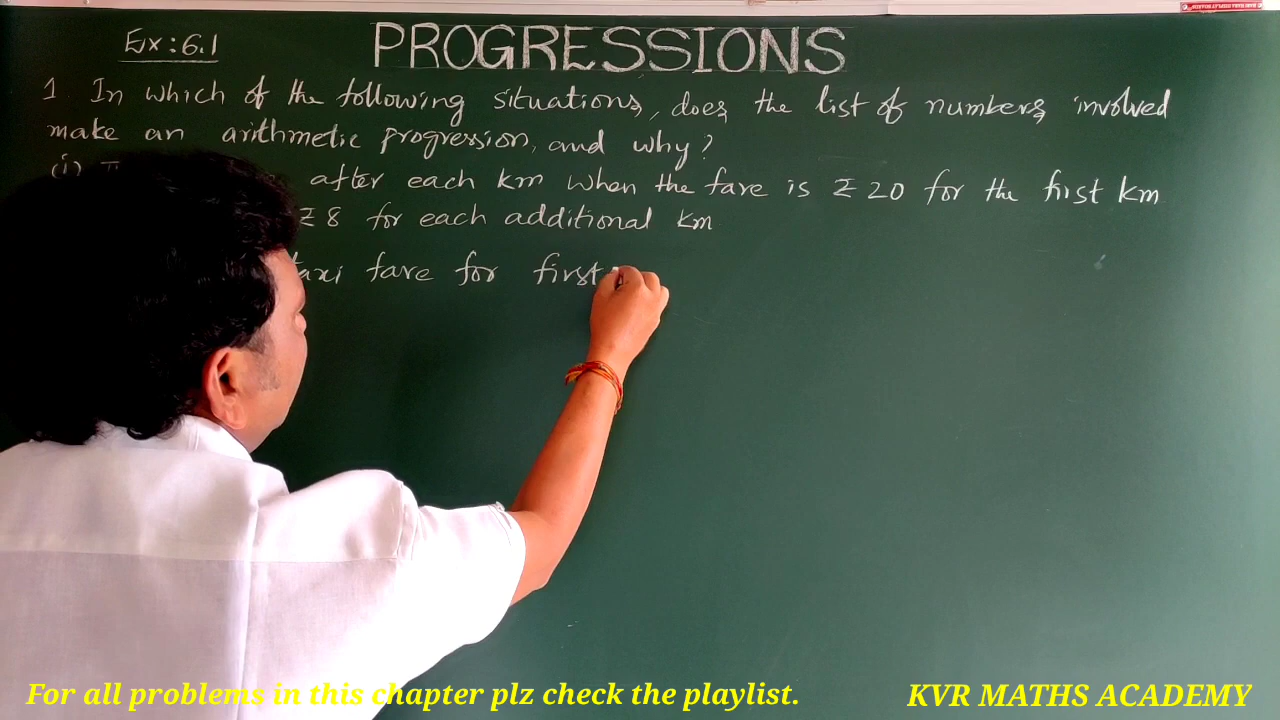 Ex:6.1
PROGRESSIONS
1. In which of the following situations, does the list of numbers involved
make an arithmetic progression, and why?
(i) after each km when the fare is ₹ 20 for the first km
₹ 8 for each additional km
taxi fare for first
For all problems in this chapter plz check the playlist.
KVR MATHS ACADEMY